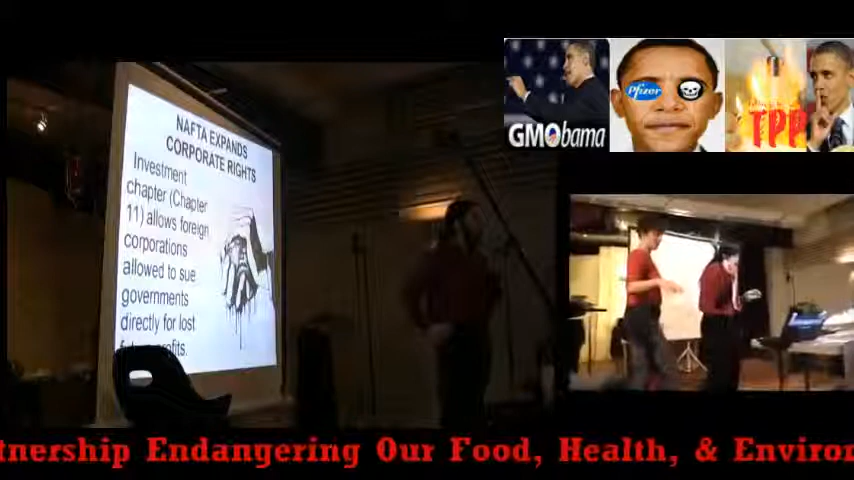 NAFTA EXPANDS
CORPORATE RIGHTS
Investment
chapter (Chapter
11) allows foreign
corporations
allowed to sue
governments
directly for lost
profits.
GMObama
Pfizer
TPP
tnership Endangering Our Food, Health, & Environ